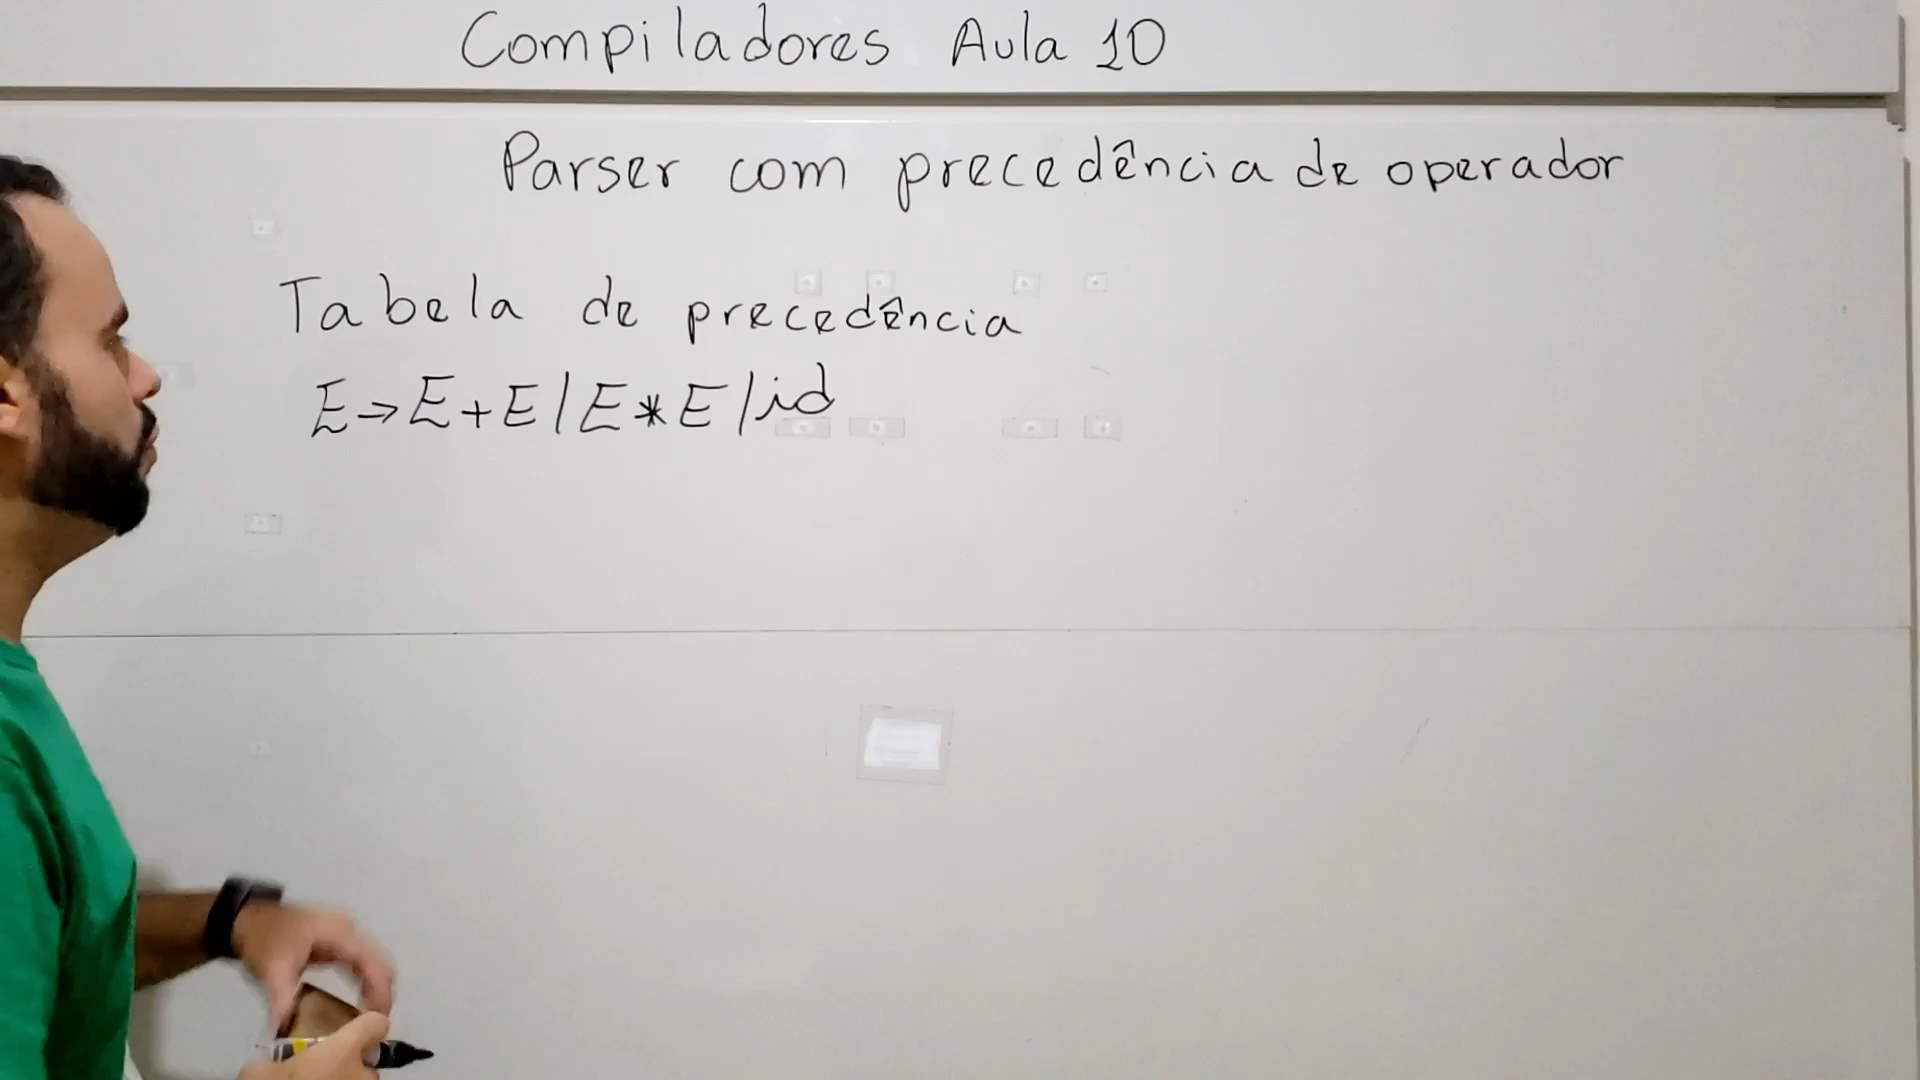 Compiladores Aula 10
Parser com precedência de operador
Tabela de precedência
E→E+E/E*E/id